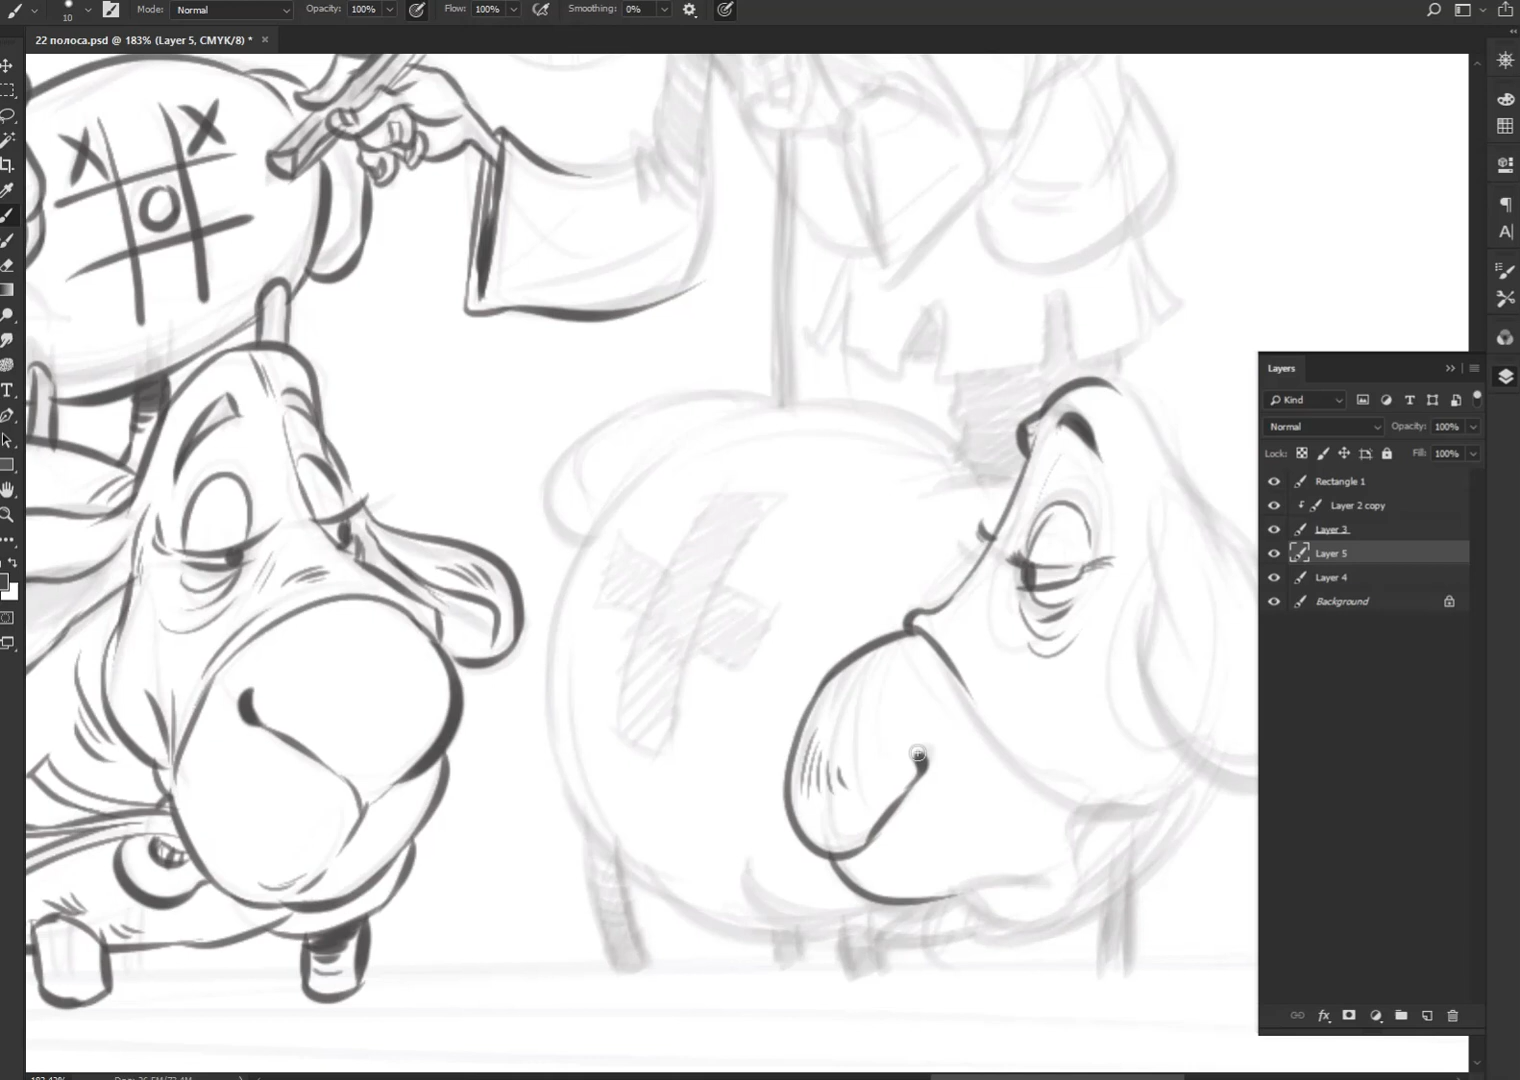 10
Mode: Normal
Opacity: 100%
Flow: 100%
Smoothing: 0%
22 полоса.psd @ 183% (Layer 5, CMYK/8) *
X X
O
Layers
Kind
Normal
Opacity: 100%
Lock:
Fill: 100%
Rectangle 1
Layer 2 copy
Layer 3
Layer 5
Layer 4
Background